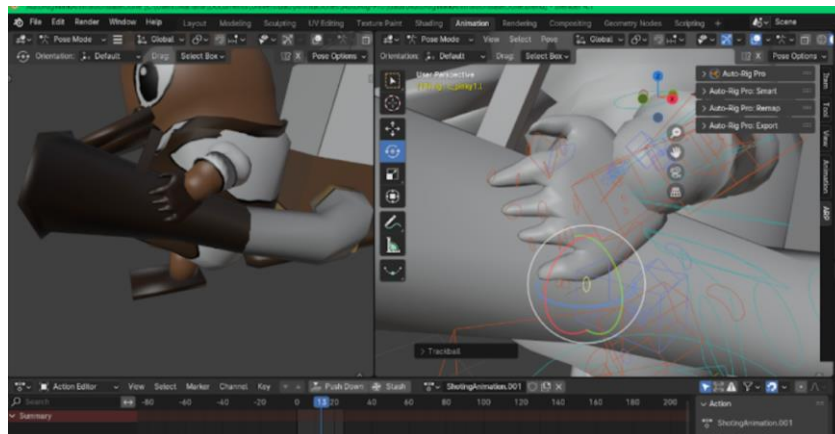 File Edit Render Window Help Layout Modeling Sculpting UV Editing Texture Paint Shading Animation Rendering Compositing Geometry Nodes Scripting + Scene
Pose Mode Global
Pose Mode View Select Pose Global
Orientation: Default Drag: Select Box Pose Options
Orientation: Default Drag: Select Box Pose Options
User Perspective
Auto-Rig Pro
Auto-Rig Pro: Smart
Auto-Rig Pro: Remap
Auto-Rig Pro: Export
Item
Tool
View
Animation
ARP
Trackball
Action Editor View Select Marker Channel Key Push Down Stash ShotingAnimation.001
Search -80 -60 -40 -20 0 13 20 40 60 80 100 120 140 160 180 200 Action
Summary ShotingAnimation.001